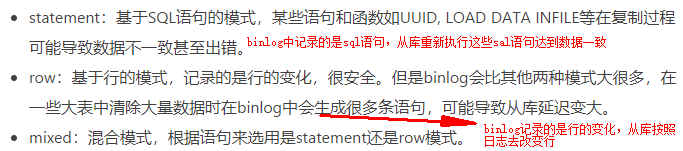 • statement：基于SQL语句的模式，某些语句和函数如UUID, LOAD DATA INFILE等在复制过程
可能导致数据不一致甚至出错。binlog中记录的是sql语句，从库重新执行这些sal语句达到数据一致
• row：基于行的模式，记录的是行的变化，很安全。但是binlog会比其他两种模式大很多，在
一些大表中清除大量数据时在binlog中会生成很多条语句，可能导致从库延迟变大。
• mixed：混合模式，根据语句来选用是statement还是row模式。
binlog记录的是行的变化，从库按照
日志去改变行